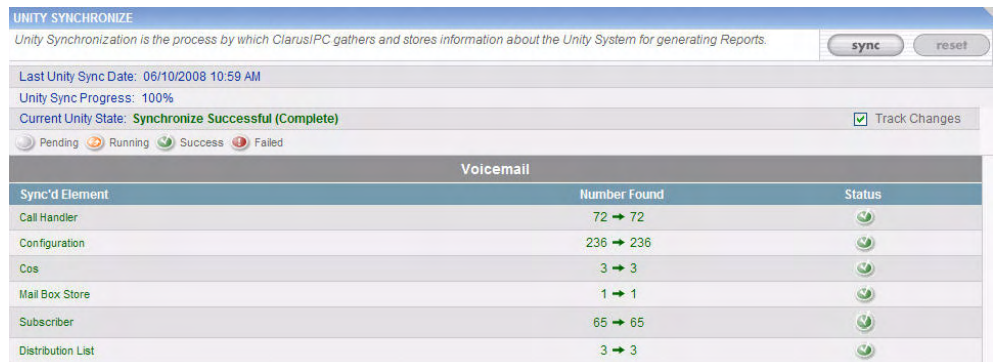 UNITY SYNCHRONIZE
Unity Synchronization is the process by which ClarusIPC gathers and stores information about the Unity System for generating Reports.
sync reset
Last Unity Sync Date: 06/10/2008 10:59 AM
Unity Sync Progress: 100%
Current Unity State: Synchronize Successful (Complete) Track Changes
Pending Running Success Failed
Voicemail
Sync'd Element Number Found Status
Call Handler 72 → 72
Configuration 236 → 236
Cos 3 → 3
Mail Box Store 1 → 1
Subscriber 65 → 65
Distribution List 3 → 3